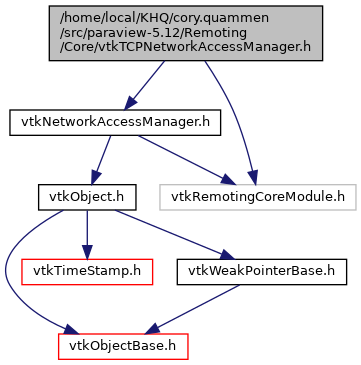 /home/local/KHQ/cory.quammen
/src/paraview-5.12/Remoting
/Core/vtkTCPNetworkAccessManager.h
vtkNetworkAccessManager.h
vtkObject.h
vtkRemotingCoreModule.h
vtkTimeStamp.h
vtkWeakPointerBase.h
vtkObjectBase.h